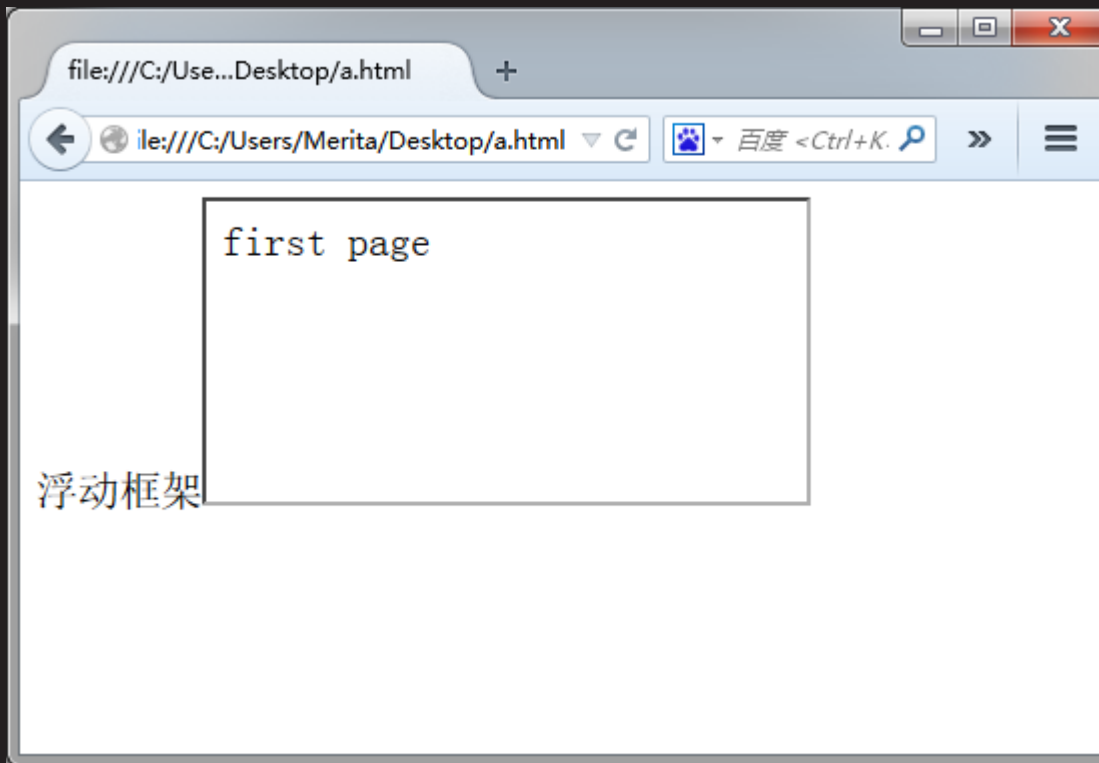 file:///C:/Use...Desktop/a.html
ile:///C:/Users/Merita/Desktop/a.html
百度 <Ctrl+K.
first page
浮动框架